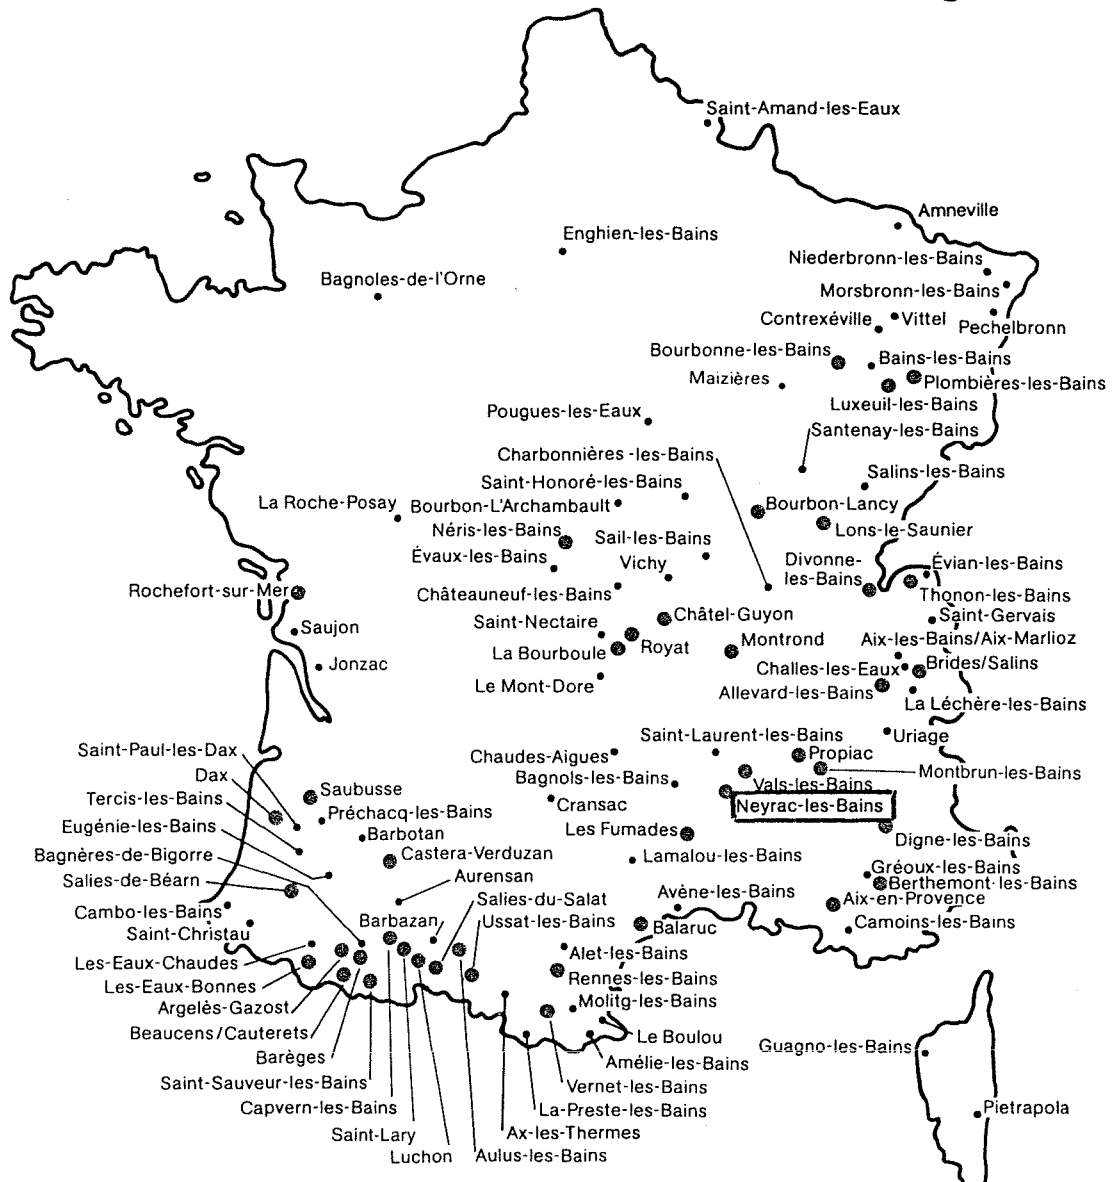 Saint-Amand-les-Eaux
Amneville
Enghien-les-Bains
Niederbronn-les-Bains
Bagnoles-de-l'Orne
Morsbronn-les-Bains
Contrexéville
Vittel
Pechelbronn
Bourbonne-les-Bains
Bains-les-Bains
Maizières
Plombières-les-Bains
Luxeuil-les-Bains
Pougues-les-Eaux
Santenay-les-Bains
Charbonnières-les-Bains
Salins-les-Bains
Saint-Honoré-les-Bains
La Roche-Posay
Bourbon-L'Archambault
Bourbon-Lancy
Néris-les-Bains
Lons-le-Saunier
Sail-les-Bains
Évaux-les-Bains
Vichy
Divonne-
les-Bains
Évian-les-Bains
Rochefort-sur-Mer
Châteauneuf-les-Bains
Thonon-les-Bains
Saint-Nectaire
Châtel-Guyon
Saint-Gervais
Saujon
Royat
Montrond
Aix-les-Bains/Aix-Marlioz
La Bourboule
Jonzac
Challes-les-Eaux
Brides/Salins
Le Mont-Dore
Allevard-les-Bains
La Léchère-les-Bains
Saint-Laurent-les-Bains
Uriage
Saint-Paul-les-Dax
Chaudes-Aigues
Propiac
Dax
Bagnols-les-Bains
Montbrun-les-Bains
Saubusse
Vals-les-Bains
Tercis-les-Bains
Cransac
Neyrac-les-Bains
Préchacq-les-Bains
Eugénie-les-Bains
Barbotan
Les Fumades
Digne-les-Bains
Bagnères-de-Bigorre
Castera-Verduzan
Lamalou-les-Bains
Gréoux-les-Bains
Salies-de-Béarn
Aurensan
Berthemont-les-Bains
Avène-les-Bains
Aix-en-Provence
Cambo-les-Bains
Barbazan
Salies-du-Salat
Ussat-les-Bains
Balaruc
Camoins-les-Bains
Saint-Christau
Alet-les-Bains
Les-Eaux-Chaudes
Rennes-les-Bains
Les-Eaux-Bonnes
Molitg-les-Bains
Argelès-Gazost
Beaucens/Cauterets
Le Boulou
Guagno-les-Bains
Barèges
Amélie-les-Bains
Saint-Sauveur-les-Bains
Vernet-les-Bains
Capvern-les-Bains
La-Preste-les-Bains
Pietrapola
Saint-Lary
Ax-les-Thermes
Luchon
Aulus-les-Bains